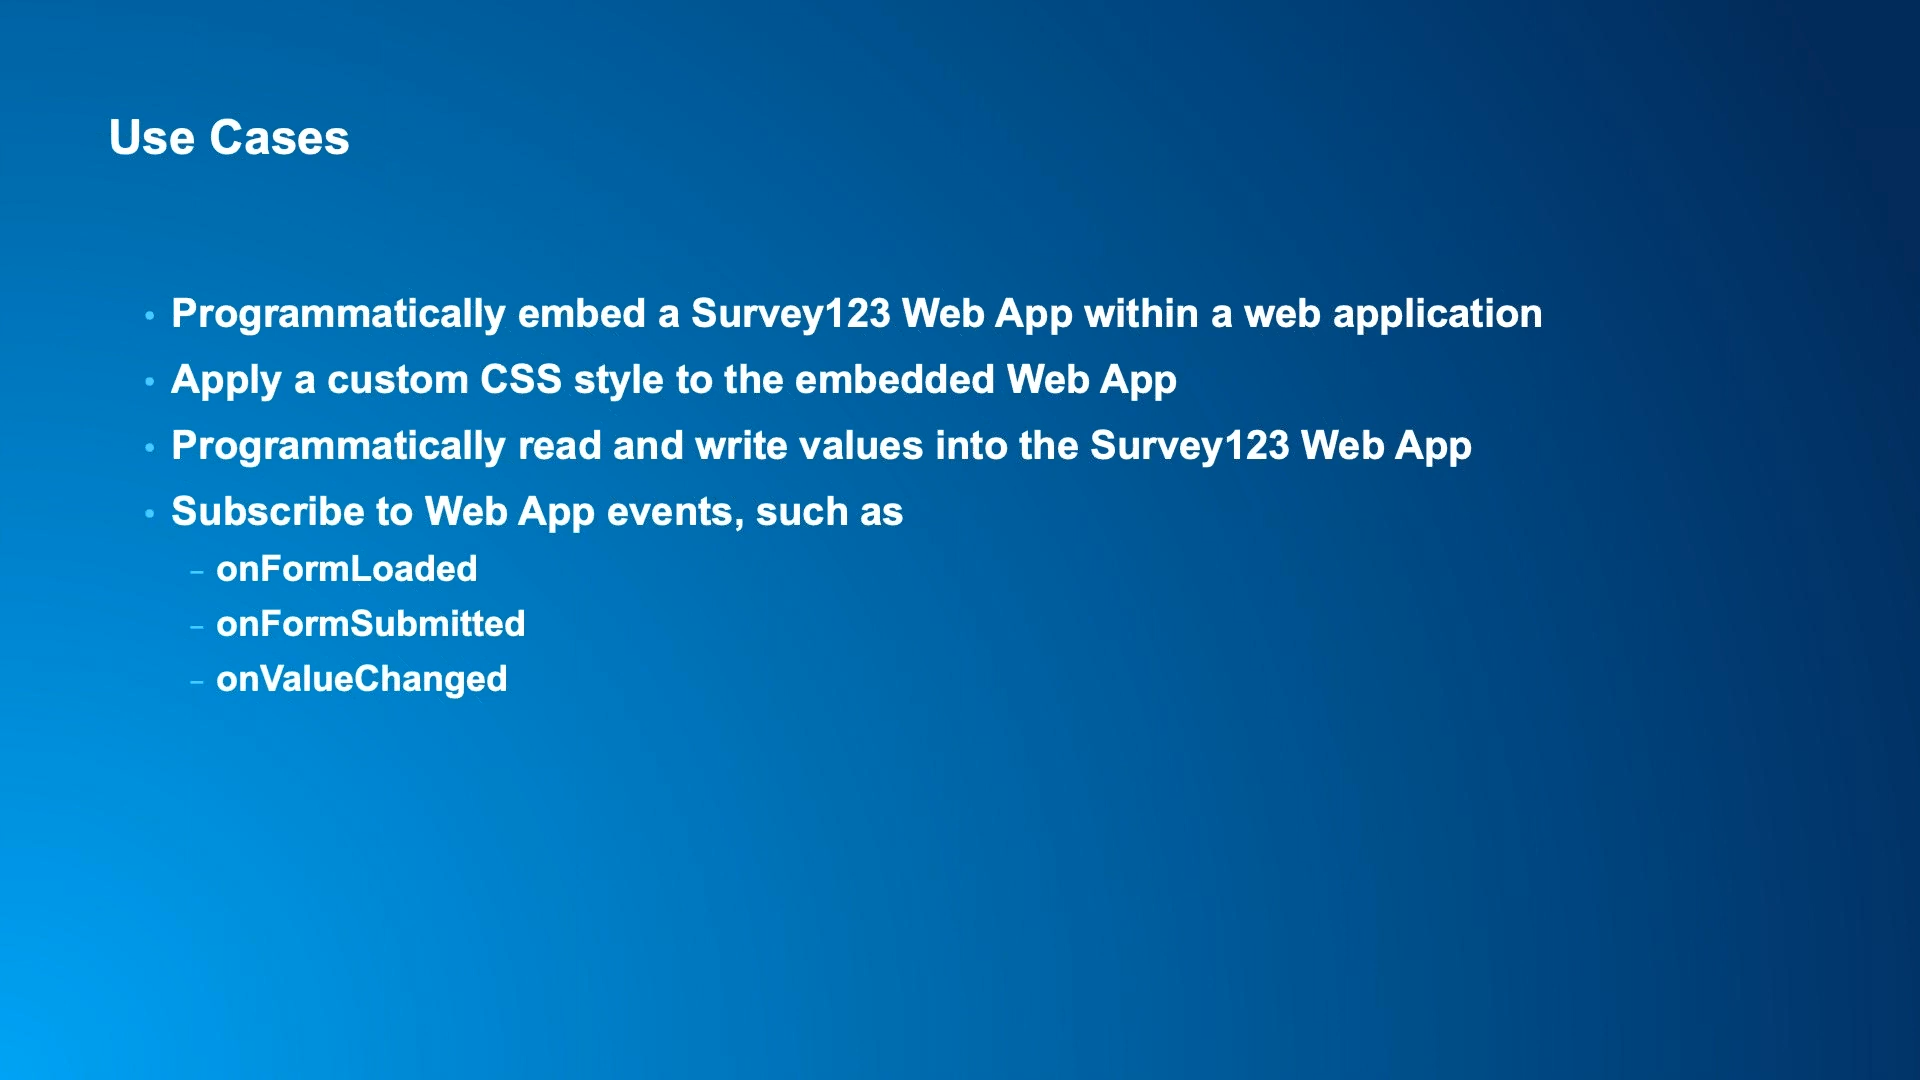 Use Cases
• Programmatically embed a Survey123 Web App within a web application
• Apply a custom CSS style to the embedded Web App
• Programmatically read and write values into the Survey123 Web App
• Subscribe to Web App events, such as
– onFormLoaded
– onFormSubmitted
– onValueChanged